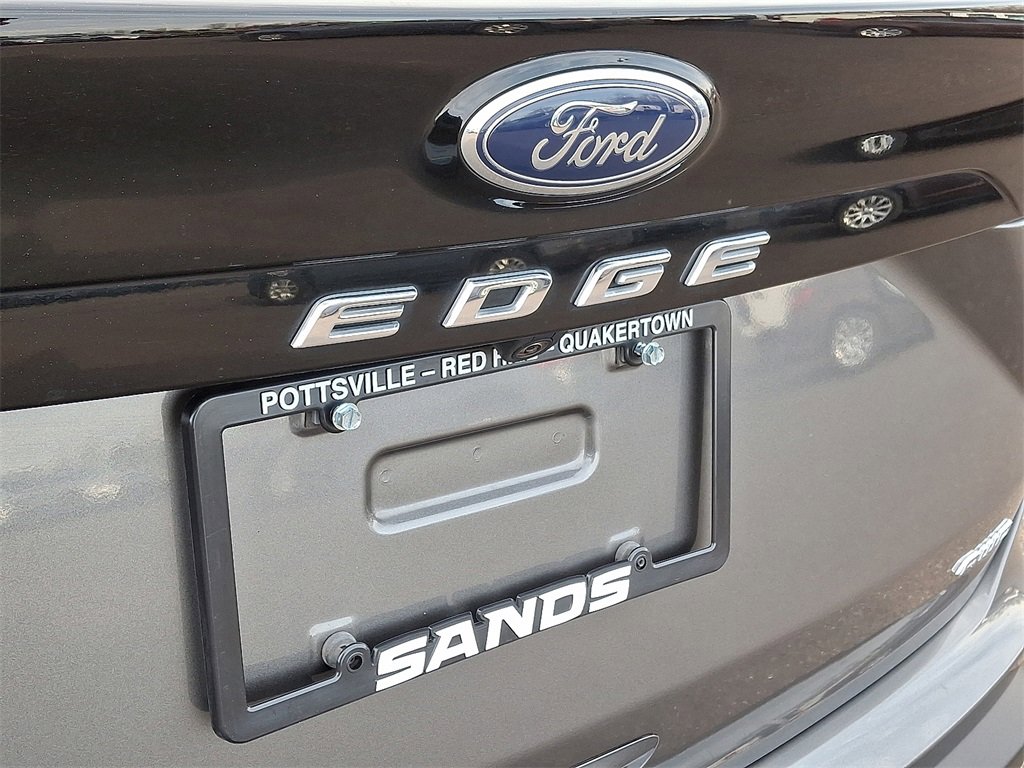 Ford
EDGE
POTTSVILLE – RED - QUAKERTOWN
SANDS